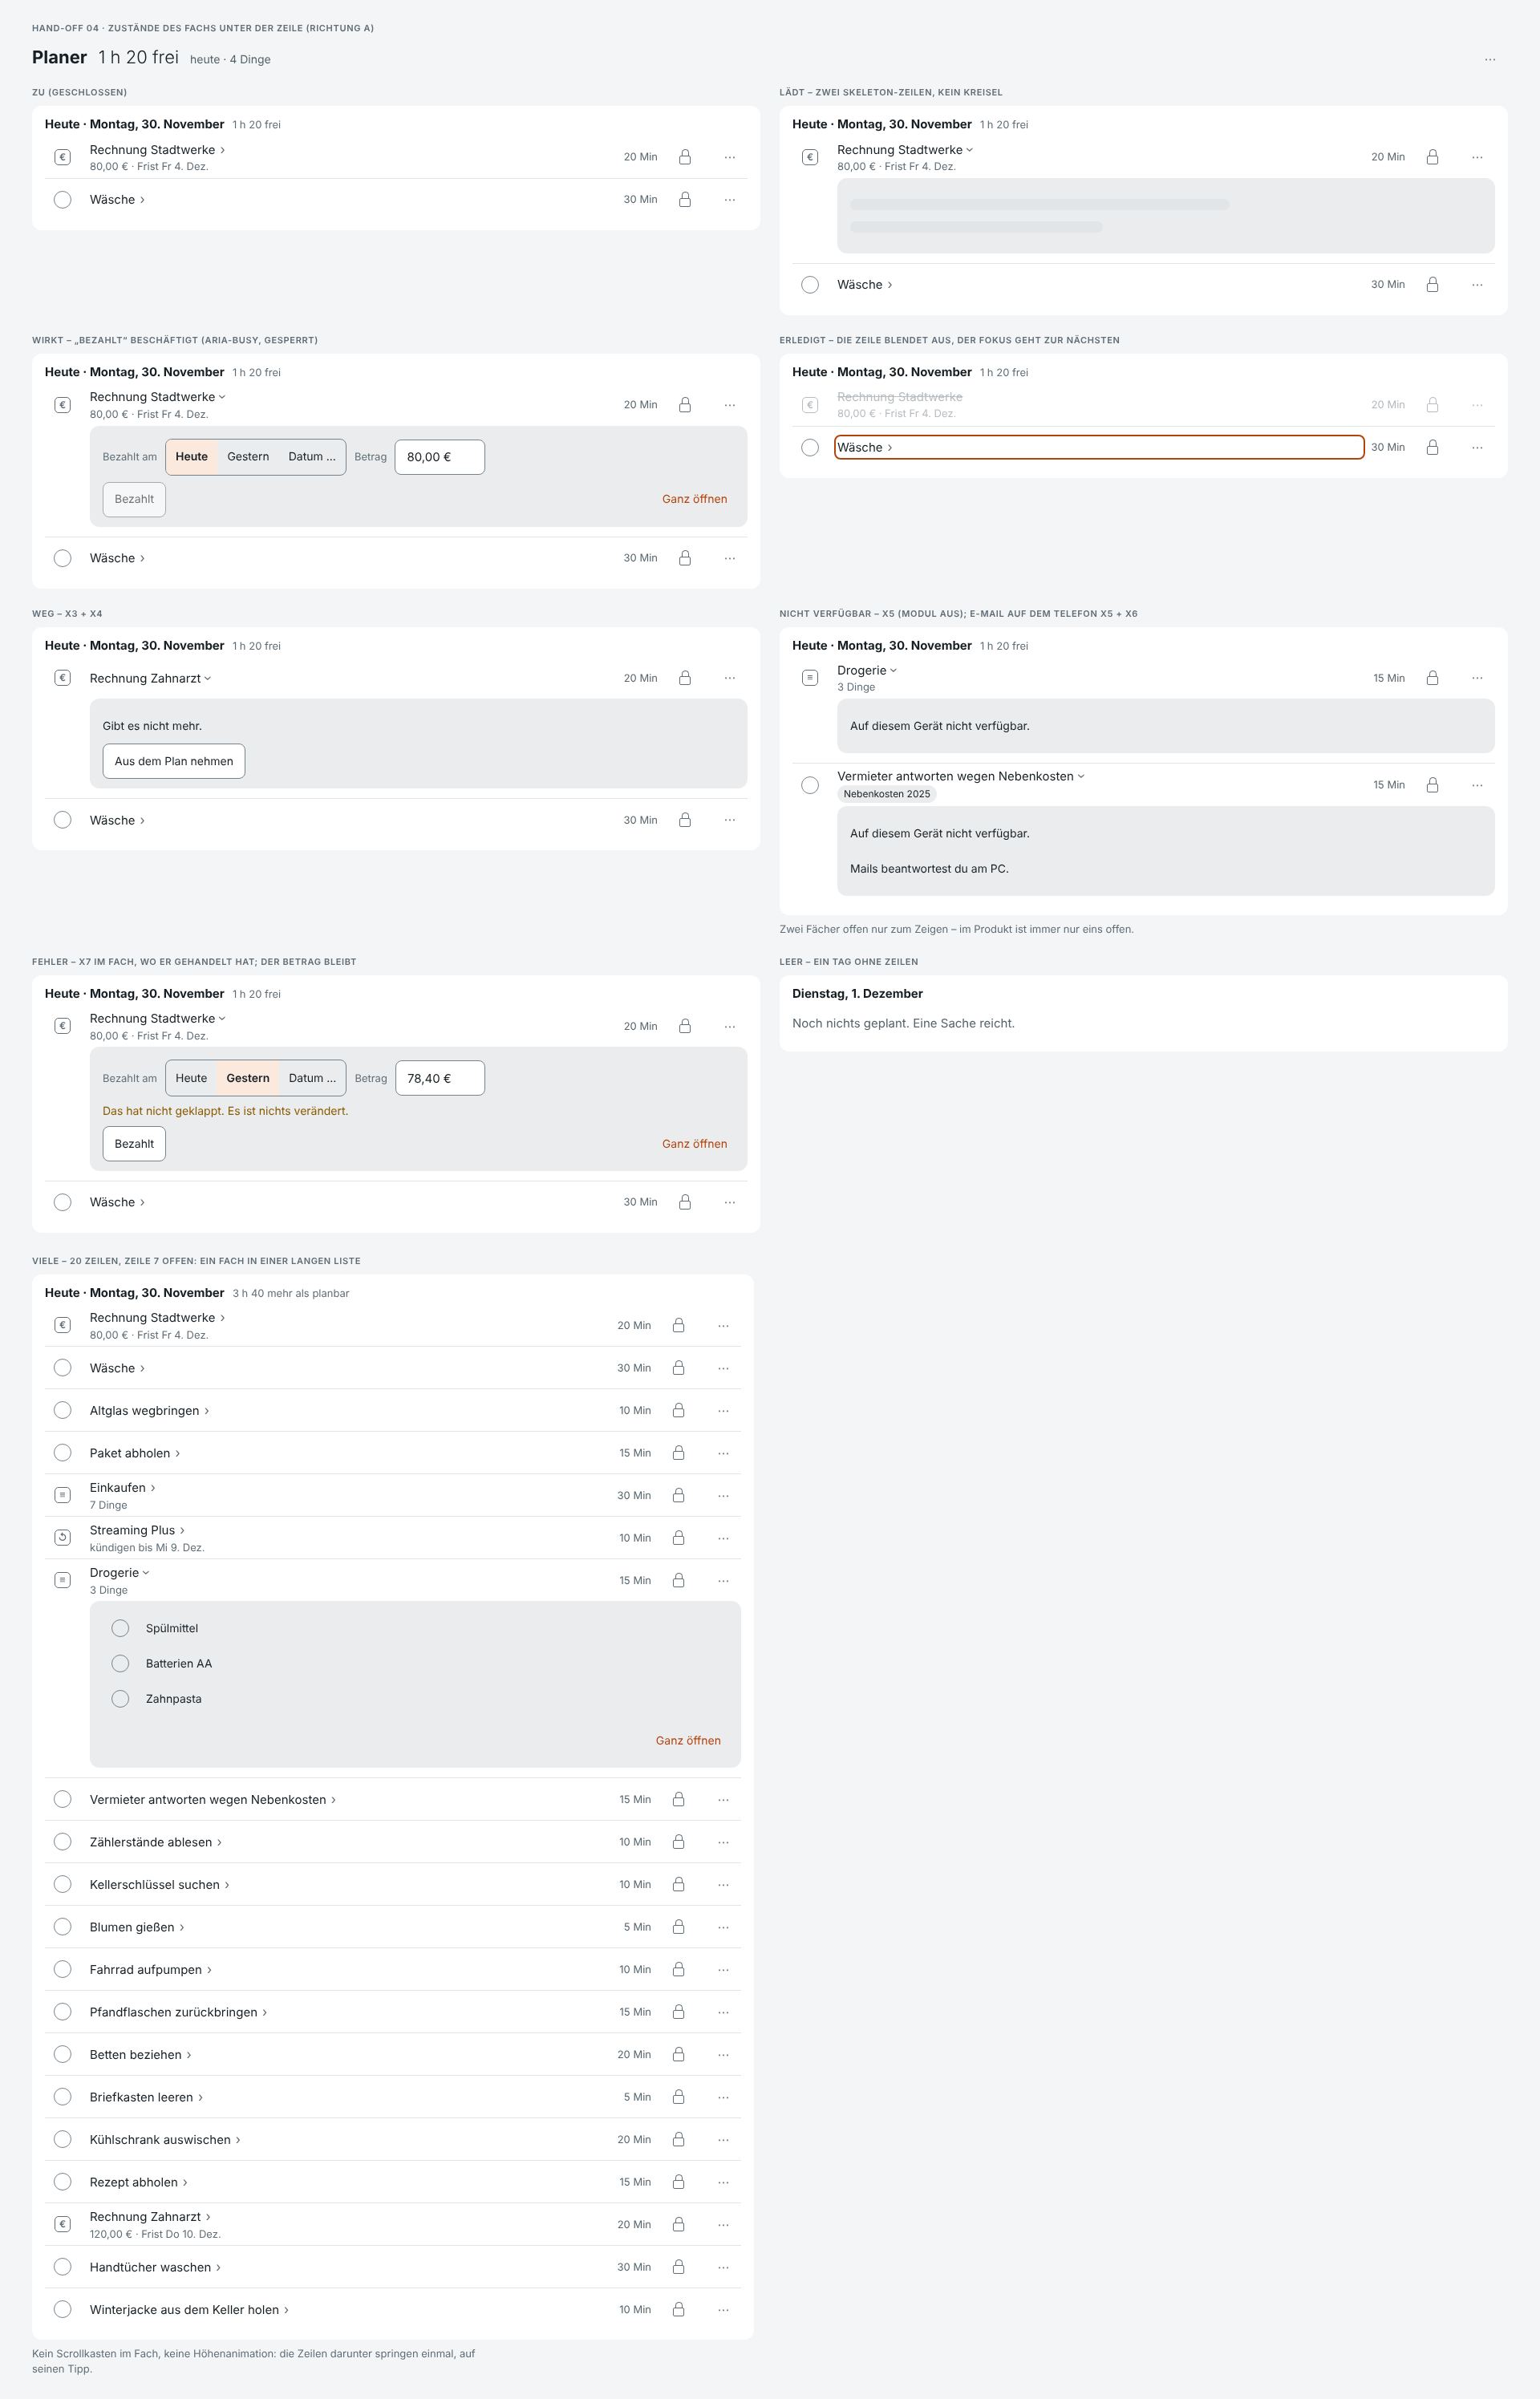 HAND-OFF 04 · ZUSTÄNDE DES FACHS UNTER DER ZEILE (RICHTUNG A)
Planer 1 h 20 frei heute · 4 Dinge ...
ZU (GESCHLOSSEN)
Heute · Montag, 30. November 1 h 20 frei
€ Rechnung Stadtwerke › 20 Min ...
80,00 € · Frist Fr 4. Dez.
Wäsche › 30 Min ...
LÄDT – ZWEI SKELETON-ZEILEN, KEIN KREISEL
Heute · Montag, 30. November 1 h 20 frei
€ Rechnung Stadtwerke 20 Min ...
80,00 € · Frist Fr 4. Dez.
Wäsche › 30 Min ...
WIRKT – „BEZAHLT“ BESCHÄFTIGT (ARIA-BUSY, GESPERRT)
Heute · Montag, 30. November 1 h 20 frei
€ Rechnung Stadtwerke 20 Min ...
80,00 € · Frist Fr 4. Dez.
Bezahlt am Heute Gestern Datum ... Betrag 80,00 €
Bezahlt Ganz öffnen
Wäsche › 30 Min ...
ERLEDIGT – DIE ZEILE BLENDET AUS, DER FOKUS GEHT ZUR NÄCHSTEN
Heute · Montag, 30. November 1 h 20 frei
€ Rechnung Stadtwerke 20 Min ...
80,00 € · Frist Fr 4. Dez.
Wäsche › 30 Min ...
WEG – X3 + X4
Heute · Montag, 30. November 1 h 20 frei
€ Rechnung Zahnarzt 20 Min ...
Gibt es nicht mehr.
Aus dem Plan nehmen
Wäsche › 30 Min ...
NICHT VERFÜGBAR – X5 (MODUL AUS); E-MAIL AUF DEM TELEFON X5 + X6
Heute · Montag, 30. November 1 h 20 frei
Drogerie 15 Min ...
3 Dinge
Auf diesem Gerät nicht verfügbar.
Vermieter antworten wegen Nebenkosten 15 Min ...
Nebenkosten 2025
Auf diesem Gerät nicht verfügbar.
Mails beantwortest du am PC.
Zwei Fächer offen nur zum Zeigen – im Produkt ist immer nur eins offen.
FEHLER – X7 IM FACH, WO ER GEHANDELT HAT; DER BETRAG BLEIBT
Heute · Montag, 30. November 1 h 20 frei
€ Rechnung Stadtwerke 20 Min ...
80,00 € · Frist Fr 4. Dez.
Bezahlt am Heute Gestern Datum ... Betrag 78,40 €
Das hat nicht geklappt. Es ist nichts verändert.
Bezahlt Ganz öffnen
Wäsche › 30 Min ...
LEER – EIN TAG OHNE ZEILEN
Dienstag, 1. Dezember
Noch nichts geplant. Eine Sache reicht.
VIELE – 20 ZEILEN, ZEILE 7 OFFEN: EIN FACH IN EINER LANGEN LISTE
Heute · Montag, 30. November 3 h 40 mehr als planbar
€ Rechnung Stadtwerke › 20 Min ...
80,00 € · Frist Fr 4. Dez.
Wäsche › 30 Min ...
Altglas wegbringen › 10 Min ...
Paket abholen › 15 Min ...
Einkaufen › 30 Min ...
7 Dinge
Streaming Plus › 10 Min ...
kündigen bis Mi 9. Dez.
Drogerie 15 Min ...
3 Dinge
Spülmittel
Batterien AA
Zahnpasta
Ganz öffnen
Vermieter antworten wegen Nebenkosten › 15 Min ...
Zählerstände ablesen › 10 Min ...
Kellerschlüssel suchen › 10 Min ...
Blumen gießen › 5 Min ...
Fahrrad aufpumpen › 10 Min ...
Pfandflaschen zurückbringen › 15 Min ...
Betten beziehen › 20 Min ...
Briefkasten leeren › 5 Min ...
Kühlschrank auswischen › 20 Min ...
Rezept abholen › 15 Min ...
€ Rechnung Zahnarzt › 20 Min ...
120,00 € · Frist Do 10. Dez.
Handtücher waschen › 30 Min ...
Winterjacke aus dem Keller holen › 10 Min ...
Kein Scrollkasten im Fach, keine Höhenanimation: die Zeilen darunter springen einmal, auf
seinen Tipp.